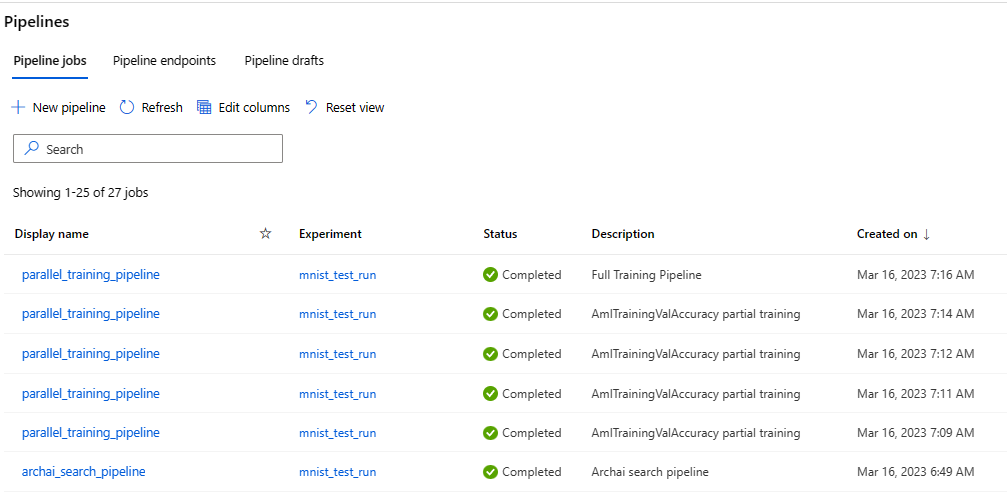 Pipelines
Pipeline jobs Pipeline endpoints Pipeline drafts
New pipeline Refresh Edit columns Reset view
Search
Showing 1-25 of 27 jobs
Display name Experiment Status Description Created on ↓
parallel_training_pipeline mnist_test_run Completed Full Training Pipeline Mar 16, 2023 7:16 AM
parallel_training_pipeline mnist_test_run Completed AmlTrainingValAccuracy partial training Mar 16, 2023 7:14 AM
parallel_training_pipeline mnist_test_run Completed AmlTrainingValAccuracy partial training Mar 16, 2023 7:12 AM
parallel_training_pipeline mnist_test_run Completed AmlTrainingValAccuracy partial training Mar 16, 2023 7:11 AM
parallel_training_pipeline mnist_test_run Completed AmlTrainingValAccuracy partial training Mar 16, 2023 7:09 AM
archai_search_pipeline mnist_test_run Completed Archai search pipeline Mar 16, 2023 6:49 AM